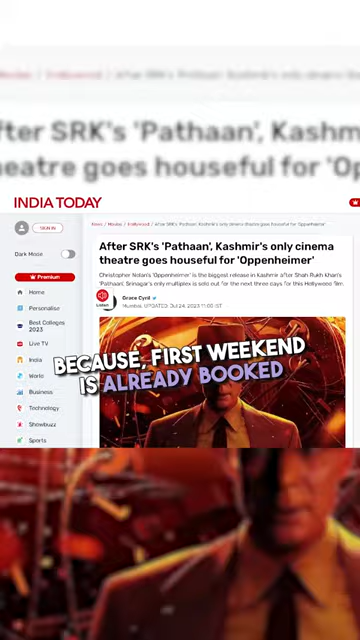 After SRK's 'Pathaan', Kashm
theatre goes houseful for 'Op
INDIA TODAY
SIGN IN
News / Movies / Hollywood / After SRK's 'Pathaan', Kashmir's only cinema theatre goes houseful for 'Oppenheimer'
Dark Mode
Premium
After SRK's 'Pathaan', Kashmir's only cinema
theatre goes houseful for 'Oppenheimer'
Home
Christopher Nolan's 'Oppenheimer' is the biggest release in Kashmir after Shah Rukh Khan's
'Pathaan'. Srinagar's only multiplex is sold out for the next three days for this Hollywood film.
Personalise
Listen
Grace Cyril
Mumbai, UPDATED: Jul 24, 2023 11:00 IST
Best Colleges
2023
Live TV
India
World
Business
Technology
Showbuzz
Sports
BECAUSE, FIRST WEEKEND
IS ALREADY BOOKED